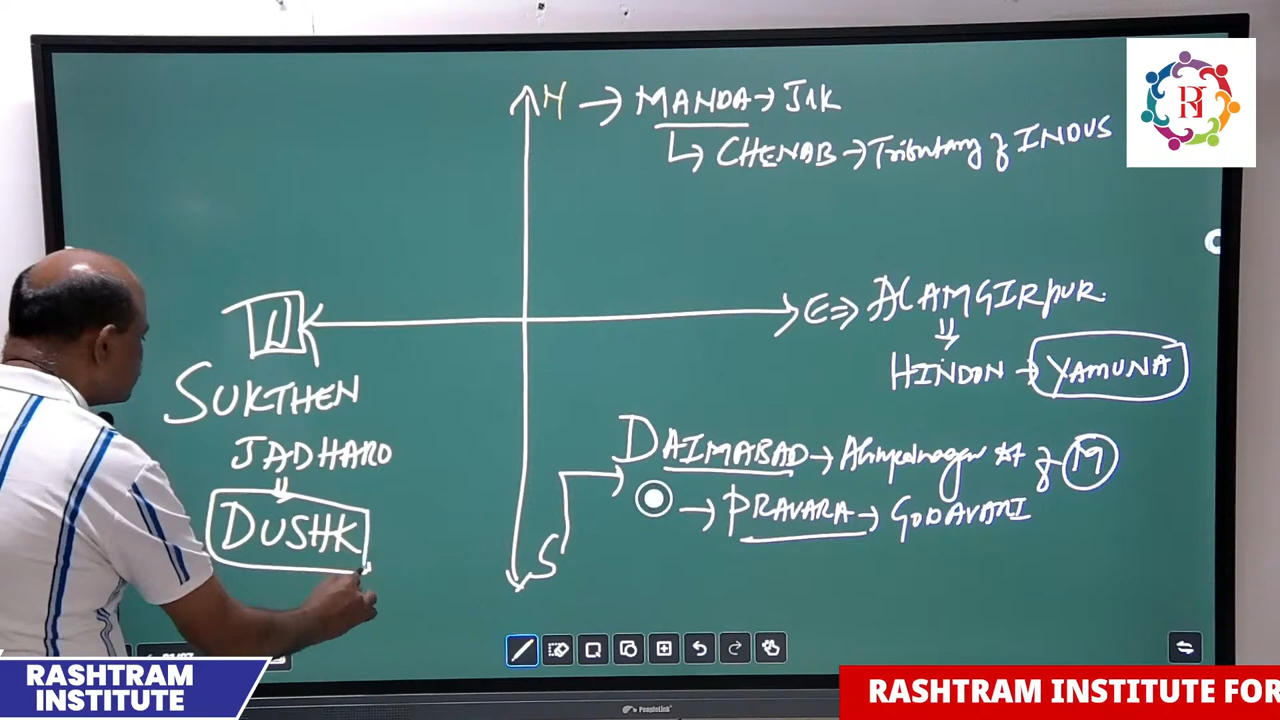 N → MANDA → J&K
↳ CHENAB → Tributary of INDUS
W
E ⇒ ALAMGIRPUR.
HINDON → YAMUNA
SUKTHEN
JADHARO
DUSHK
S
DAIMABAD → Ahmednagar of M
→ PRAVARA → GODAVARI
RASHTRAM
INSTITUTE
RASHTRAM INSTITUTE FOR
PeopleLink